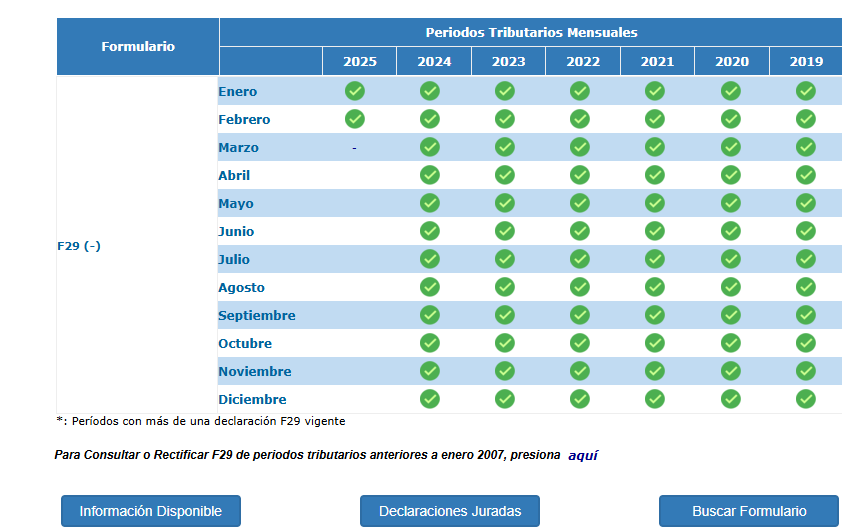 Formulario
Periodos Tributarios Mensuales
2025 2024 2023 2022 2021 2020 2019
F29 (-)
Enero
Febrero
Marzo -
Abril
Mayo
Junio
Julio
Agosto
Septiembre
Octubre
Noviembre
Diciembre
*: Períodos con más de una declaración F29 vigente
Para Consultar o Rectificar F29 de periodos tributarios anteriores a enero 2007, presiona aquí
Información Disponible Declaraciones Juradas Buscar Formulario